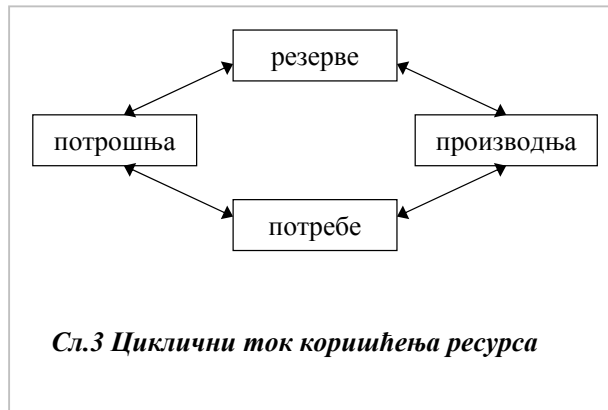 резерве
потрошња
производња
потребе
Сл.3 Циклични ток коришћења ресурса